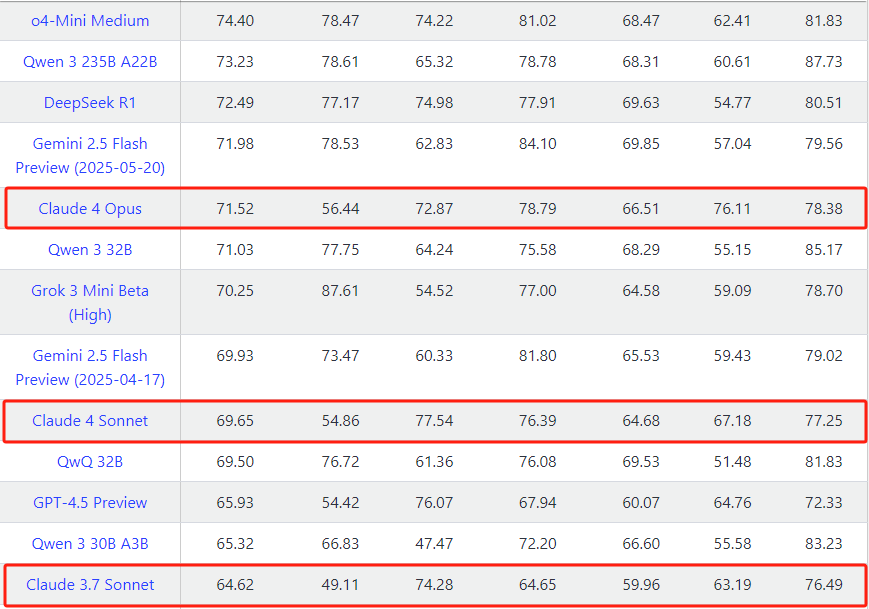 o4-Mini Medium 74.40 78.47 74.22 81.02 68.47 62.41 81.83
Qwen 3 235B A22B 73.23 78.61 65.32 78.78 68.31 60.61 87.73
DeepSeek R1 72.49 77.17 74.98 77.91 69.63 54.77 80.51
Gemini 2.5 Flash 71.98 78.53 62.83 84.10 69.85 57.04 79.56
Preview (2025-05-20)
Claude 4 Opus 71.52 56.44 72.87 78.79 66.51 76.11 78.38
Qwen 3 32B 71.03 77.75 64.24 75.58 68.29 55.15 85.17
Grok 3 Mini Beta 70.25 87.61 54.52 77.00 64.58 59.09 78.70
(High)
Gemini 2.5 Flash 69.93 73.47 60.33 81.80 65.53 59.43 79.02
Preview (2025-04-17)
Claude 4 Sonnet 69.65 54.86 77.54 76.39 64.68 67.18 77.25
QwQ 32B 69.50 76.72 61.36 76.08 69.53 51.48 81.83
GPT-4.5 Preview 65.93 54.42 76.07 67.94 60.07 64.76 72.33
Qwen 3 30B A3B 65.32 66.83 47.47 72.20 66.60 55.58 83.23
Claude 3.7 Sonnet 64.62 49.11 74.28 64.65 59.96 63.19 76.49